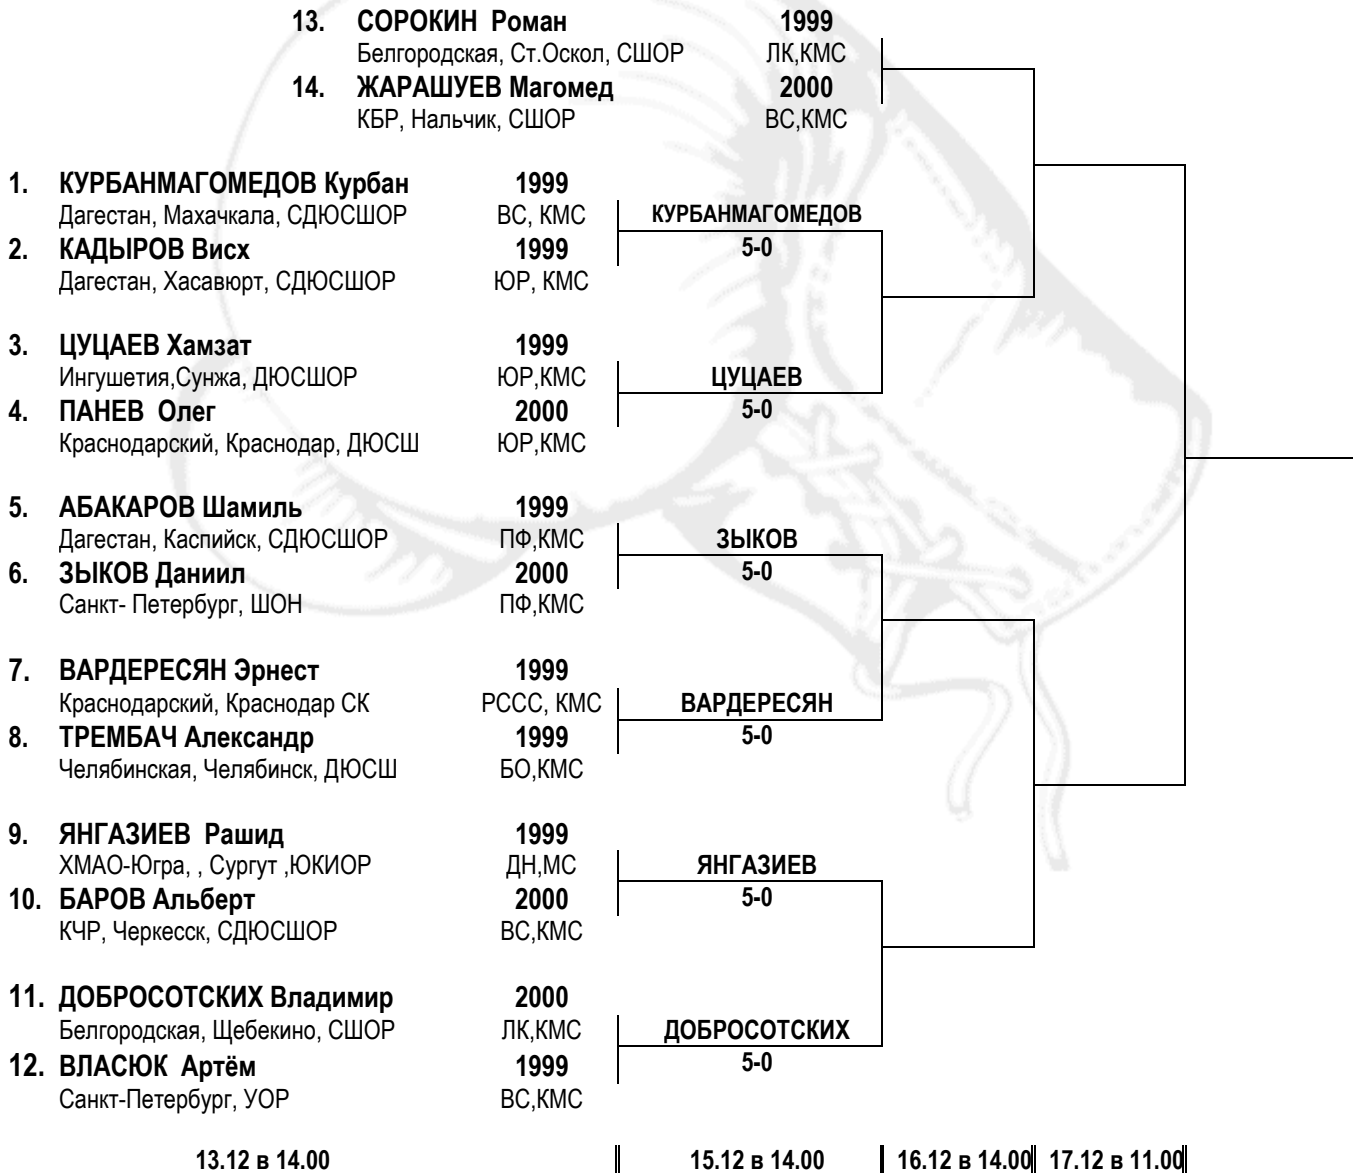 13. СОРОКИН Роман 1999
Белгородская, Ст.Оскол, СШОР ЛК,КМС
14. ЖАРАШУЕВ Магомед 2000
КБР, Нальчик, СШОР ВС,КМС
1. КУРБАНМАГОМЕДОВ Курбан 1999
Дагестан, Махачкала, СДЮСШОР ВС, КМС КУРБАНМАГОМЕДОВ
2. КАДЫРОВ Висх 1999 5-0
Дагестан, Хасавюрт, СДЮСШОР ЮР, КМС
3. ЦУЦАЕВ Хамзат 1999
Ингушетия,Сунжа, ДЮСШОР ЮР,КМС ЦУЦАЕВ
4. ПАНЕВ Олег 2000 5-0
Краснодарский, Краснодар, ДЮСШ ЮР,КМС
5. АБАКАРОВ Шамиль 1999
Дагестан, Каспийск, СДЮСШОР ПФ,КМС ЗЫКОВ
6. ЗЫКОВ Даниил 2000 5-0
Санкт- Петербург, ШОН ПФ,КМС
7. ВАРДЕРЕСЯН Эрнест 1999
Краснодарский, Краснодар СК РССС, КМС ВАРДЕРЕСЯН
8. ТРЕМБАЧ Александр 1999 5-0
Челябинская, Челябинск, ДЮСШ БО,КМС
9. ЯНГАЗИЕВ Рашид 1999
ХМАО-Югра, , Сургут ,ЮКИОР ДН,МС ЯНГАЗИЕВ
10. БАРОВ Альберт 2000 5-0
КЧР, Черкесск, СДЮСШОР ВС,КМС
11. ДОБРОСОТСКИХ Владимир 2000
Белгородская, Щебекино, СШОР ЛК,КМС ДОБРОСОТСКИХ
12. ВЛАСЮК Артём 1999 5-0
Санкт-Петербург, УОР ВС,КМС
13.12 в 14.00 15.12 в 14.00 16.12 в 14.00 17.12 в 11.00